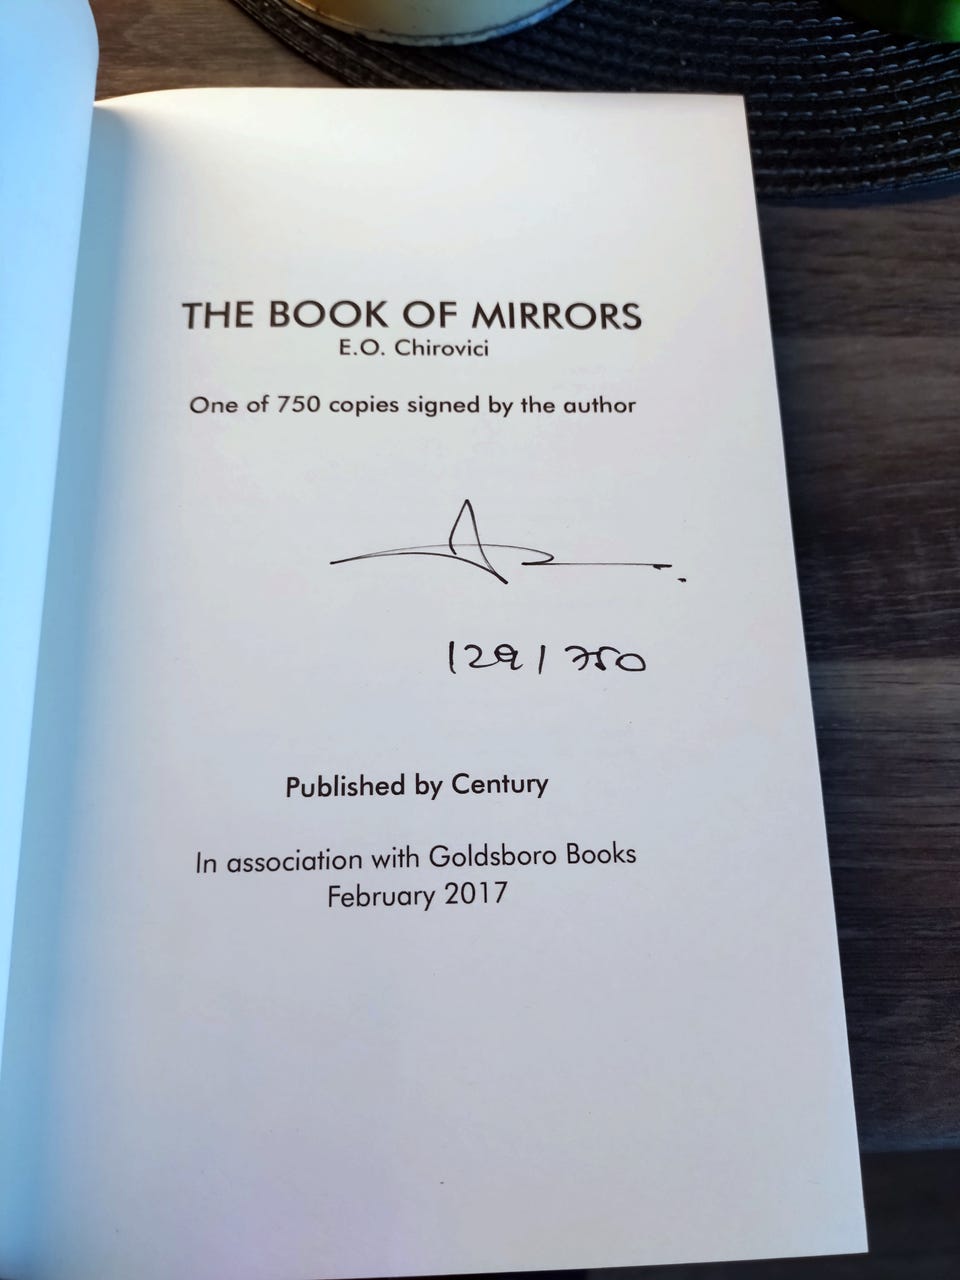 THE BOOK OF MIRRORS
E.O. Chirovici
One of 750 copies signed by the author
129/750
Published by Century
In association with Goldsboro Books
February 2017